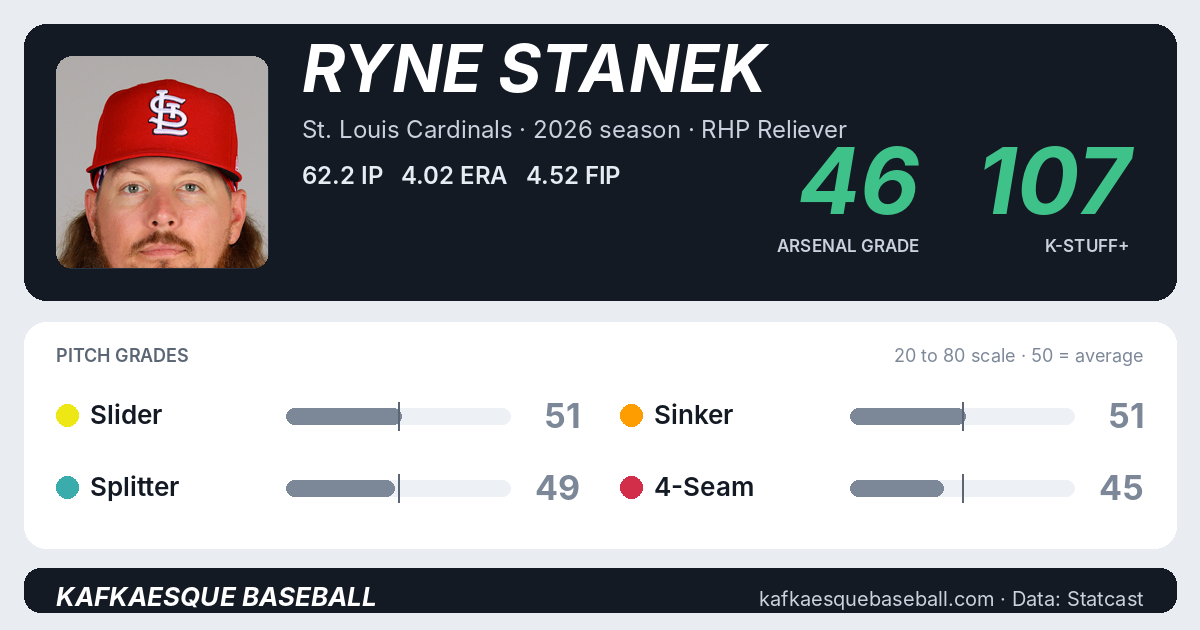 RYNE STANEK
St. Louis Cardinals · 2026 season · RHP Reliever
62.2 IP 4.02 ERA 4.52 FIP
46 107
ARSENAL GRADE K-STUFF+
STL
PITCH GRADES 20 to 80 scale · 50 = average
Slider 51 Sinker 51
Splitter 49 4-Seam 45
KAFKAESQUE BASEBALL kafkaesquebaseball.com · Data: Statcast